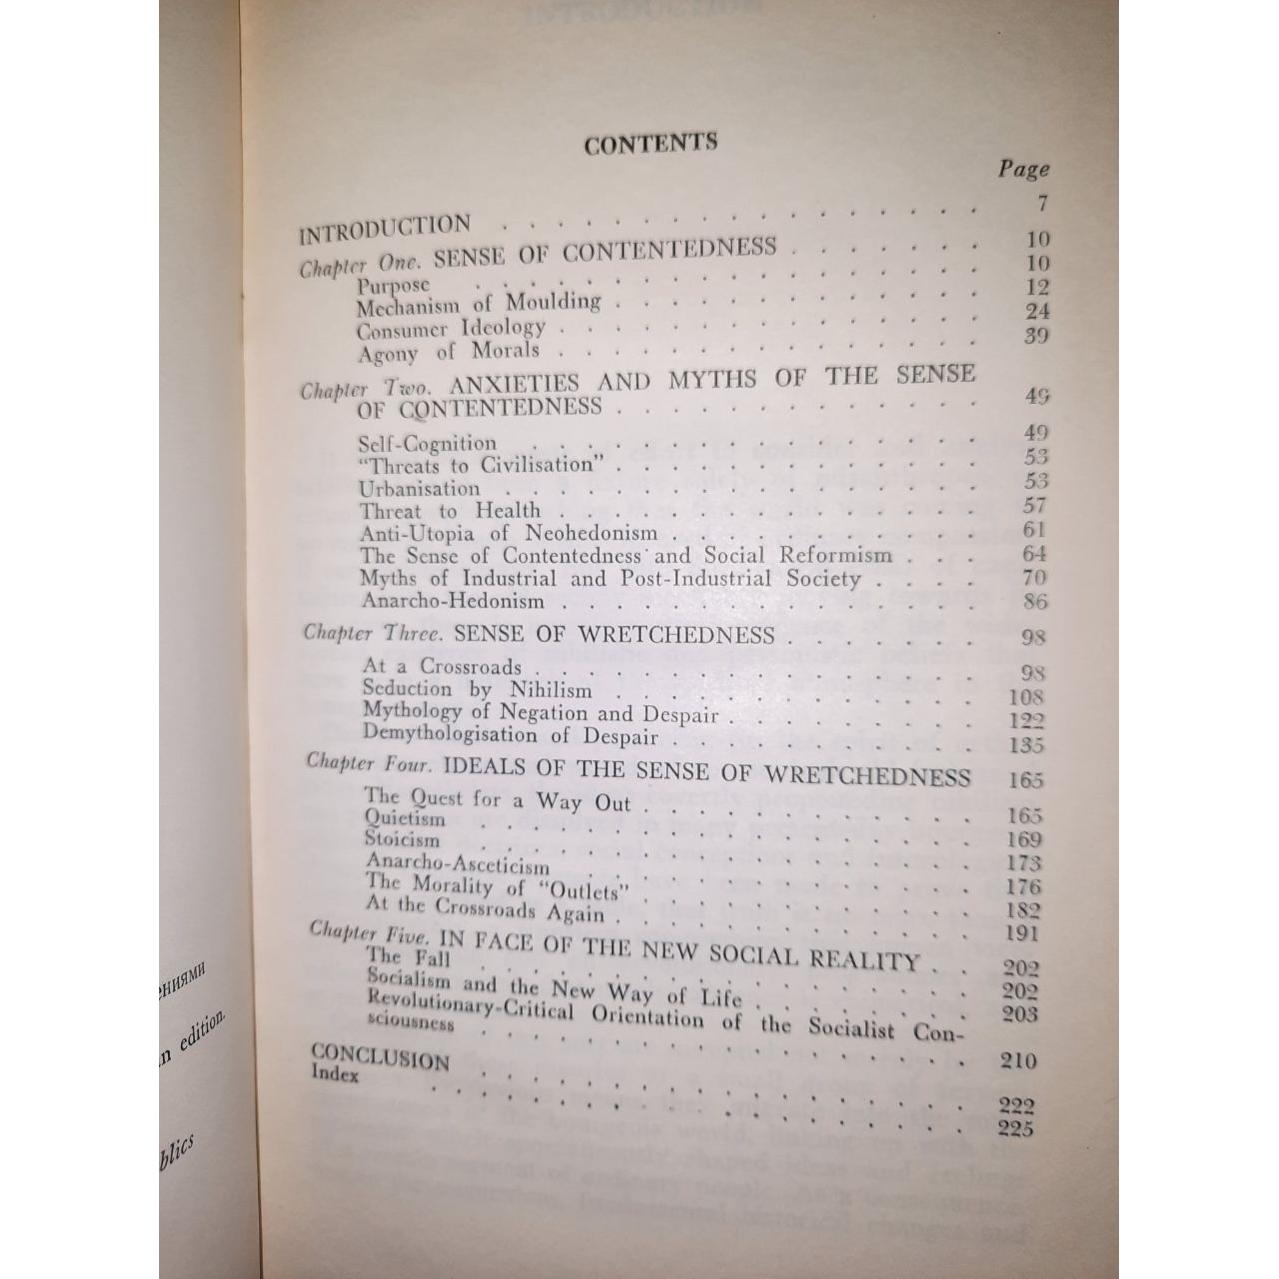 CONTENTS
Page
INTRODUCTION . . . . . . . . . . . . . . . . . 7
Chapter One. SENSE OF CONTENTEDNESS . . . . . . . 10
Purpose . . . . . . . . . . . . . . . . . . 10
Mechanism of Moulding . . . . . . . . . . . . . 12
Consumer Ideology . . . . . . . . . . . . . . . 24
Agony of Morals . . . . . . . . . . . . . . . 39
Chapter Two. ANXIETIES AND MYTHS OF THE SENSE
OF CONTENTEDNESS . . . . . . . . . . . . . 49
Self-Cognition . . . . . . . . . . . . . . . . 49
“Threats to Civilisation” . . . . . . . . . . . . . 53
Urbanisation . . . . . . . . . . . . . . . . . 53
Threat to Health . . . . . . . . . . . . . . . 57
Anti-Utopia of Neohedonism . . . . . . . . . . . 61
The Sense of Contentedness and Social Reformism . . . 64
Myths of Industrial and Post-Industrial Society . . . . 70
Anarcho-Hedonism . . . . . . . . . . . . . . . 86
Chapter Three. SENSE OF WRETCHEDNESS . . . . . . . 98
At a Crossroads . . . . . . . . . . . . . . . . 98
Seduction by Nihilism . . . . . . . . . . . . . 108
Mythology of Negation and Despair . . . . . . . . . 122
Demythologisation of Despair . . . . . . . . . . . 135
Chapter Four. IDEALS OF THE SENSE OF WRETCHEDNESS 165
The Quest for a Way Out . . . . . . . . . . . . 165
Quietism . . . . . . . . . . . . . . . . . . 169
Stoicism . . . . . . . . . . . . . . . . . . 173
Anarcho-Asceticism . . . . . . . . . . . . . . 176
The Morality of “Outlets” . . . . . . . . . . . . 182
At the Crossroads Again . . . . . . . . . . . . . 191
Chapter Five. IN FACE OF THE NEW SOCIAL REALITY . . 202
The Fall . . . . . . . . . . . . . . . . . . 202
Socialism and the New Way of Life . . . . . . . . 203
Revolutionary-Critical Orientation of the Socialist Con-
sciousness . . . . . . . . . . . . . . . . . . 210
CONCLUSION . . . . . . . . . . . . . . . . . 222
Index . . . . . . . . . . . . . . . . . . . 225
ениями
n edition.
blics